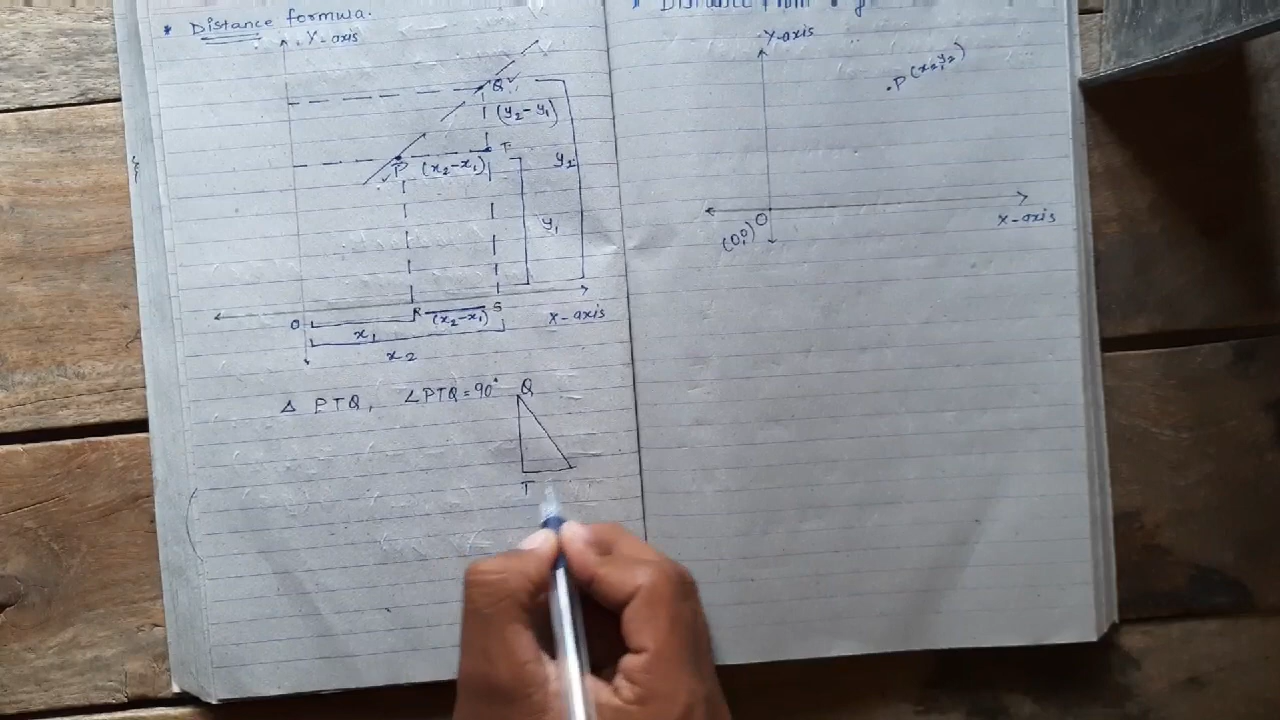 * Distance formula.
Y-axis
Q
(y₂-y₁)
T
P
(x₂-x₁)
y₂
y₁
O
R
S
x₁
(x₂-x₁)
X-axis
x₂
Δ PTQ, ∠PTQ = 90°
Q
T
Y-axis
P (x₂, y₂)
O
(0,0)
X-axis